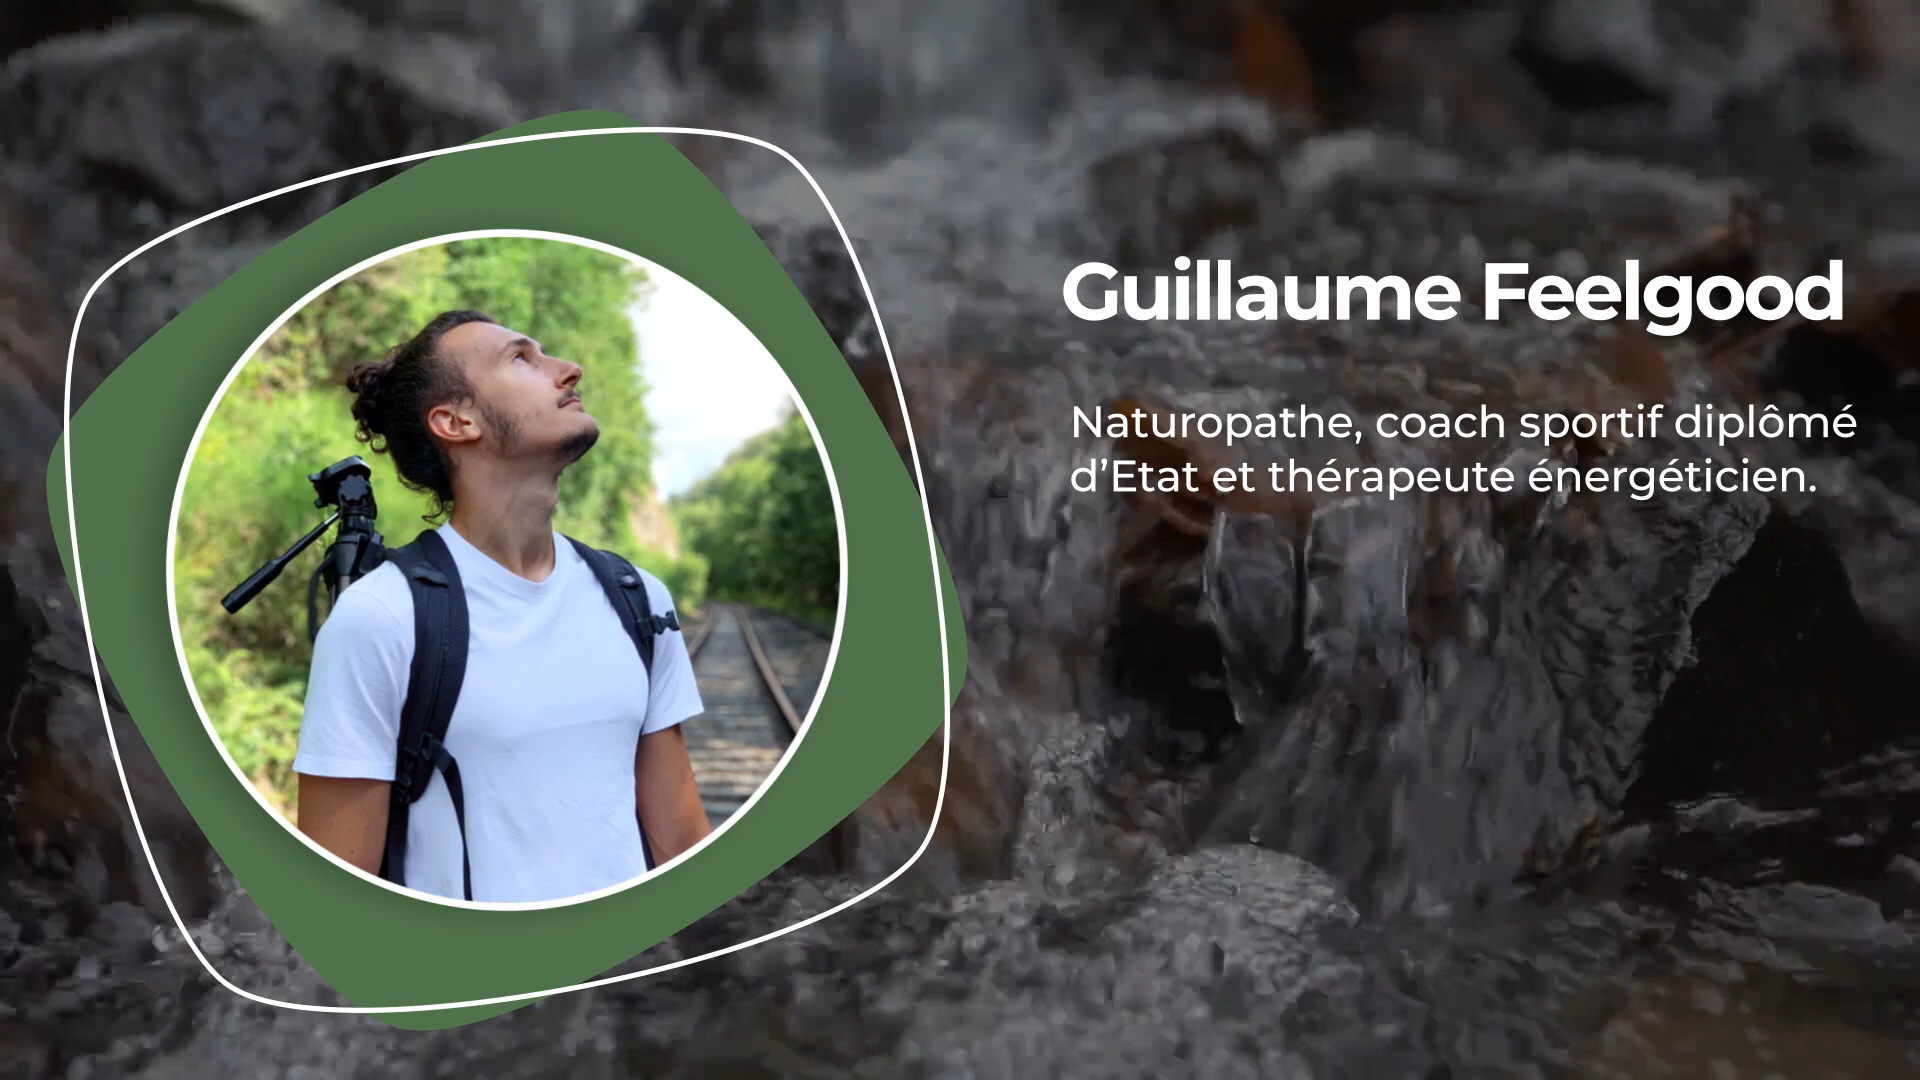 Guillaume Feelgood
Naturopathe, coach sportif diplômé
d’Etat et thérapeute énergéticien.